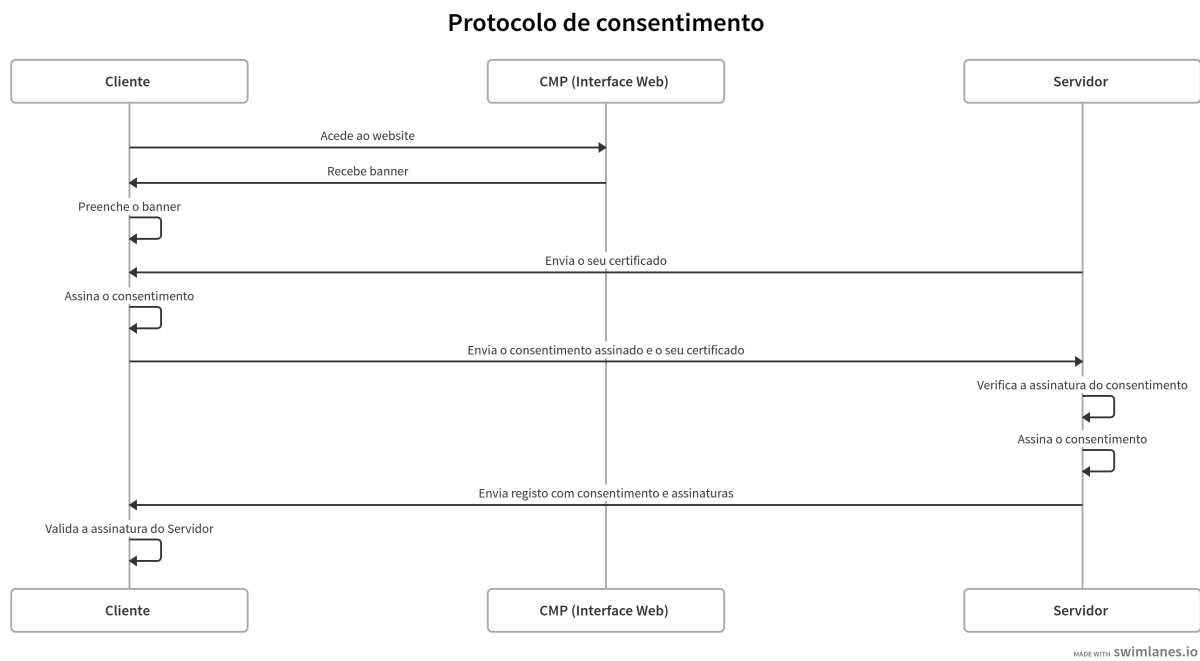 Protocolo de consentimento
Cliente
CMP (Interface Web)
Servidor
Acede ao website
Recebe banner
Preenche o banner
Envia o seu certificado
Assina o consentimento
Envia o consentimento assinado e o seu certificado
Verifica a assinatura do consentimento
Assina o consentimento
Envia registo com consentimento e assinaturas
Valida a assinatura do Servidor
Cliente
CMP (Interface Web)
Servidor
MADE WITH swimlanes.io